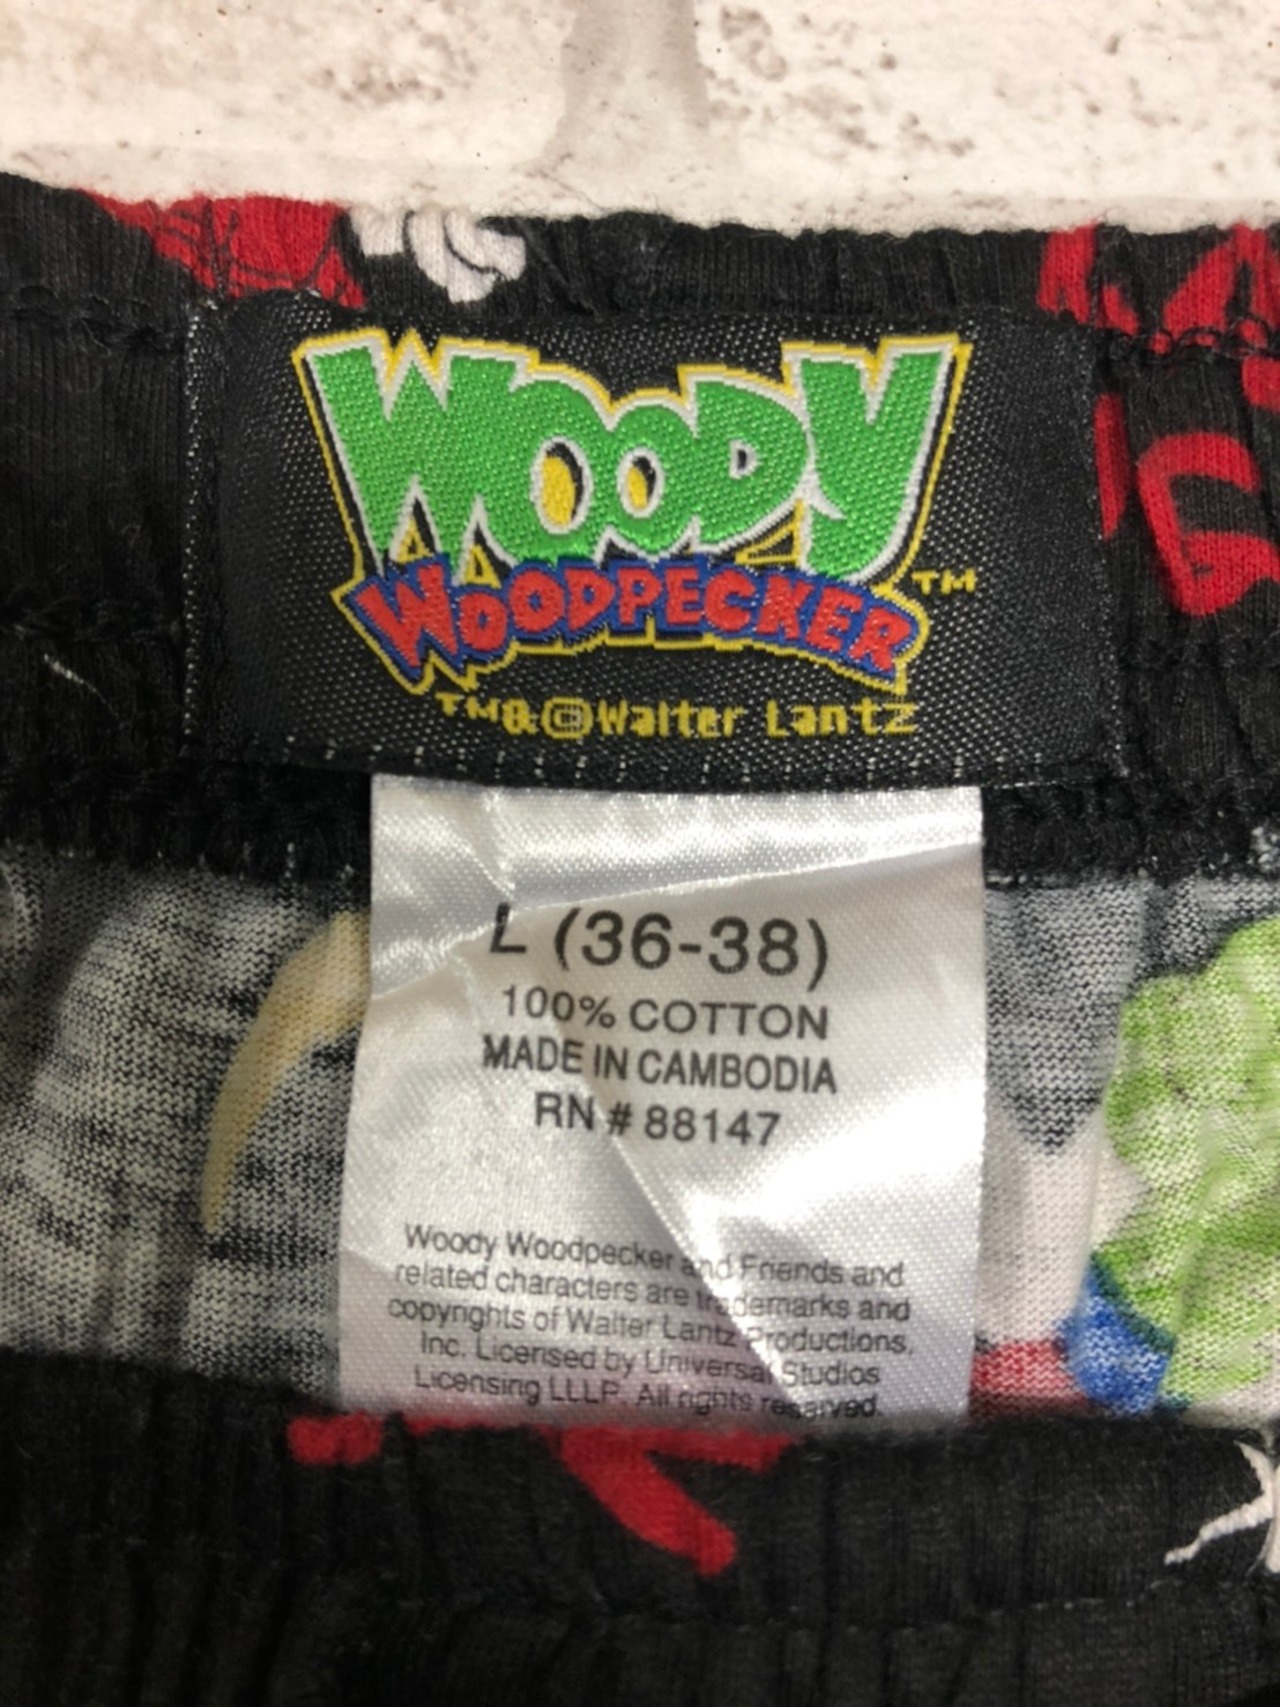 WOODY
WOODPECKER™
™&©Walter Lantz
L (36-38)
100% COTTON
MADE IN CAMBODIA
RN # 88147
Woody Woodpecker and Friends and
related characters are trademarks and
copyrights of Walter Lantz Productions,
Inc. Licensed by Universal Studios
Licensing LLLP. All rights reserved.